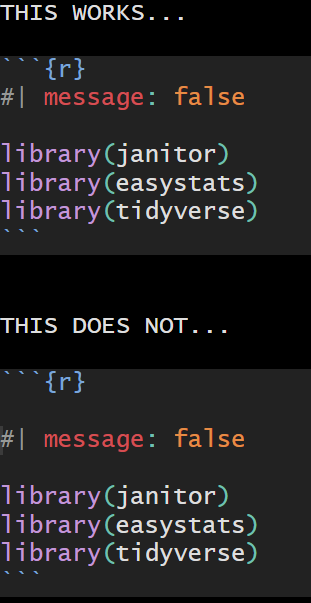 THIS WORKS...
```{r}
#| message: false
library(janitor)
library(easystats)
library(tidyverse)
```
THIS DOES NOT...
```{r}
#| message: false
library(janitor)
library(easystats)
library(tidyverse)
```